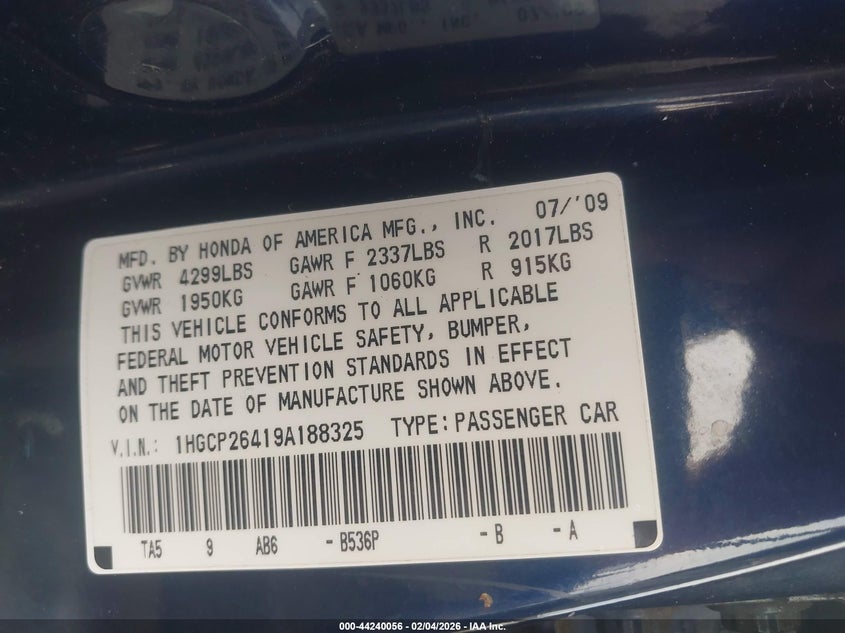 MFD. BY HONDA OF AMERICA MFG., INC. 07/'09
GVWR 4299LBS GAWR F 2337LBS R 2017LBS
GVWR 1950KG GAWR F 1060KG R 915KG
THIS VEHICLE CONFORMS TO ALL APPLICABLE
FEDERAL MOTOR VEHICLE SAFETY, BUMPER,
AND THEFT PREVENTION STANDARDS IN EFFECT
ON THE DATE OF MANUFACTURE SHOWN ABOVE.
V.I.N.: 1HGCP26419A188325 TYPE: PASSENGER CAR
TA5 9 AB6 -B536P -B -A
000-44240056 - 02/04/2026 - IAA Inc.